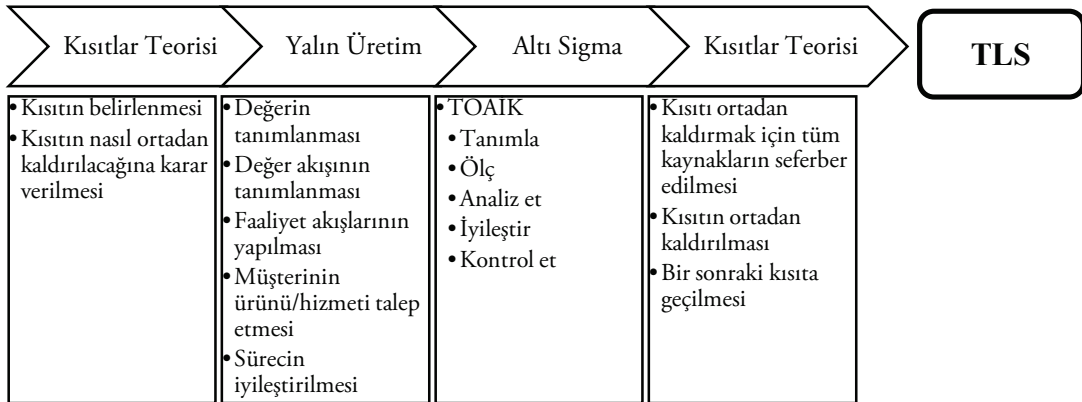 Kısıtlar Teorisi
Yalın Üretim
Altı Sigma
Kısıtlar Teorisi
TLS
• Kısıtın belirlenmesi
• Kısıtın nasıl ortadan
kaldırılacağına karar
verilmesi
• Değerin
tanımlanması
• Değer akışının
tanımlanması
• Faaliyet akışlarının
yapılması
• Müşterinin
ürünü/hizmeti talep
etmesi
• Sürecin
iyileştirilmesi
• TOAİK
• Tanımla
• Ölç
• Analiz et
• İyileştir
• Kontrol et
• Kısıtı ortadan
kaldırmak için tüm
kaynakların seferber
edilmesi
• Kısıtın ortadan
kaldırılması
• Bir sonraki kısıta
geçilmesi